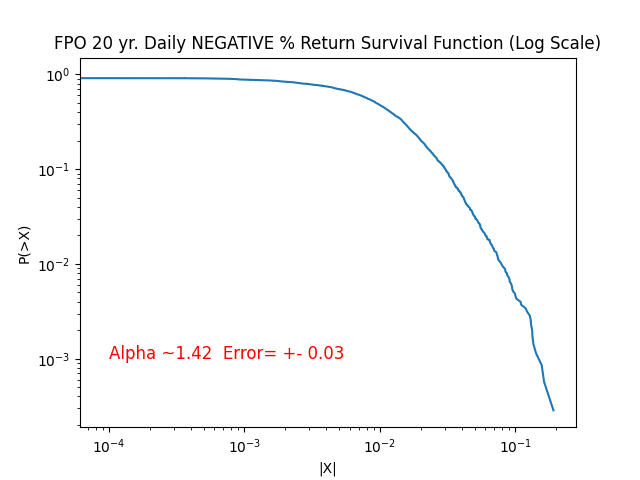 FPO 20 yr. Daily NEGATIVE % Return Survival Function (Log Scale)
10⁰
10⁻¹
10⁻²
10⁻³
P(>X)
Alpha ~1.42  Error= +- 0.03
10⁻⁴ 10⁻³ 10⁻² 10⁻¹
|X|